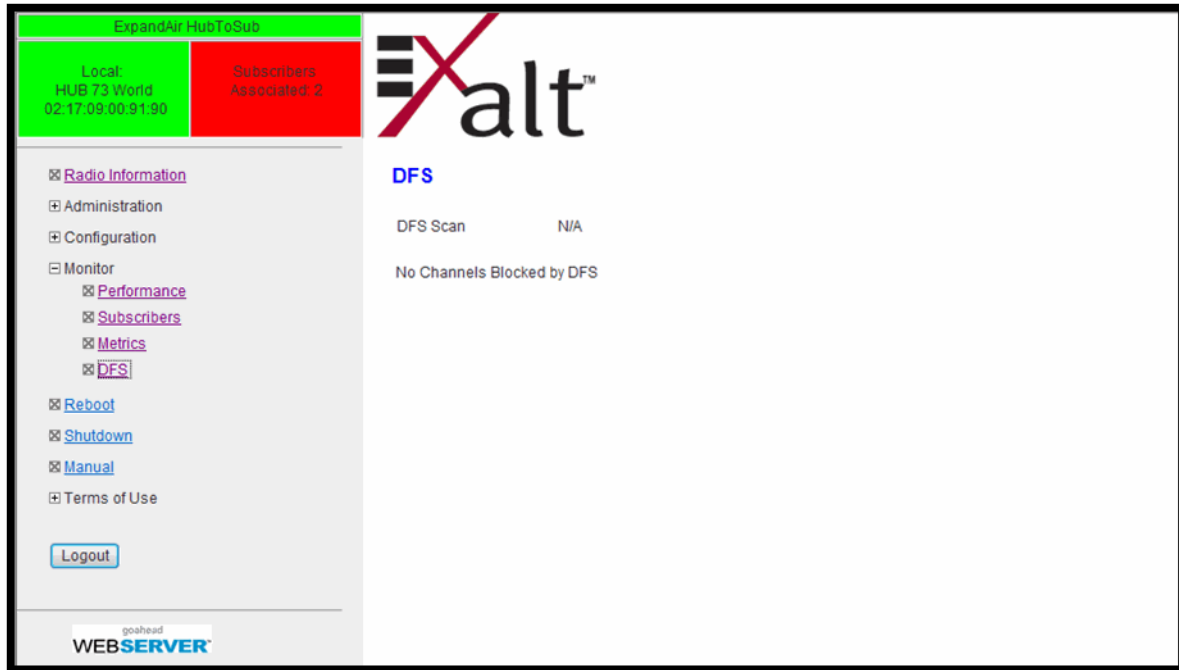 ExpandAir HubToSub
Local:
HUB 73 World
02:17:09:00:91:90
Subscribers
Associated: 2
EXalt™
Radio Information
Administration
Configuration
Monitor
Performance
Subscribers
Metrics
DFS
Reboot
Shutdown
Manual
Terms of Use
Logout
goahead
WEBSERVER™
DFS
DFS Scan N/A
No Channels Blocked by DFS